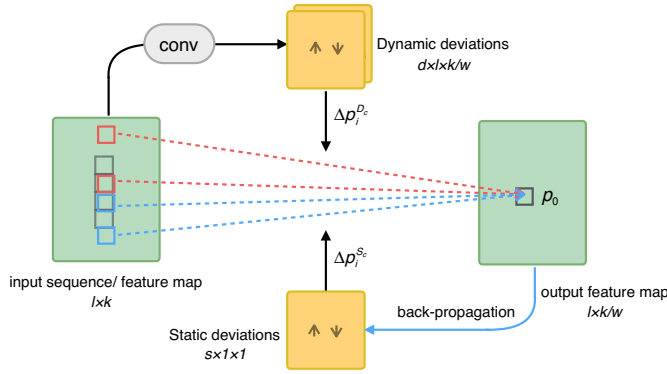 conv
Dynamic deviations
d×l×k/w
Δp_i^{D_c}
p₀
Δp_i^{S_c}
input sequence/ feature map
l×k
back-propagation
output feature map
l×k/w
Static deviations
s×1×1